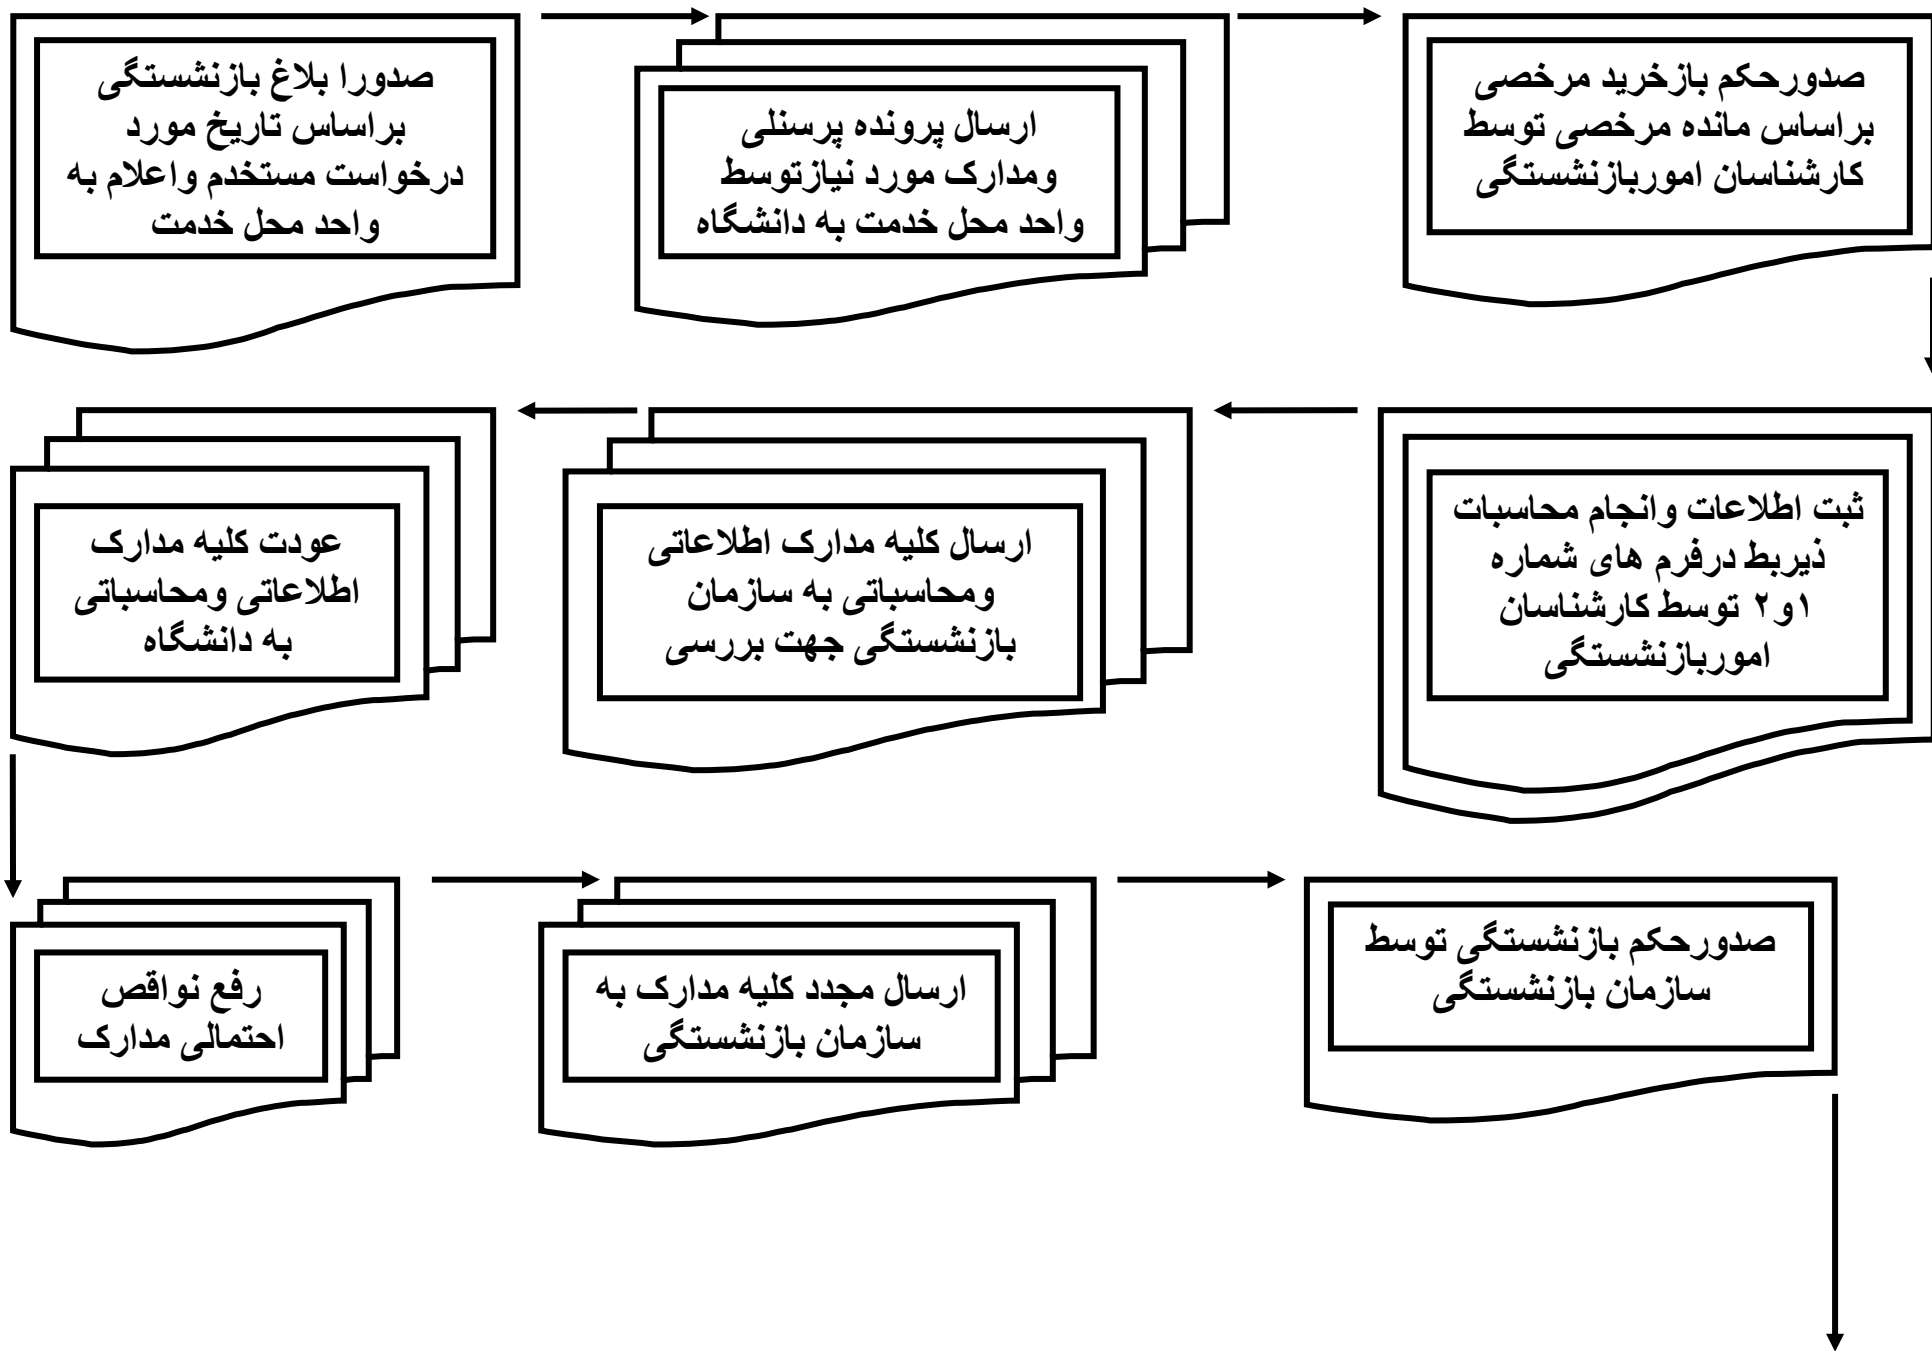 صدورا بلاغ بازنشستگی
براساس تاریخ مورد
درخواست مستخدم واعلام به
واحد محل خدمت
ارسال پرونده پرسنلی
ومدارک مورد نیازتوسط
واحد محل خدمت به دانشگاه
صدورحکم بازخرید مرخصی
براساس مانده مرخصی توسط
کارشناسان اموربازنشستگی
ثبت اطلاعات وانجام محاسبات
ذیربط درفرم های شماره
۱و۲ توسط کارشناسان
اموربازنشستگی
ارسال کلیه مدارک اطلاعاتی
ومحاسباتی به سازمان
بازنشستگی جهت بررسی
عودت کلیه مدارک
اطلاعاتی ومحاسباتی
به دانشگاه
رفع نواقص
احتمالی مدارک
ارسال مجدد کلیه مدارک به
سازمان بازنشستگی
صدورحکم بازنشستگی توسط
سازمان بازنشستگی